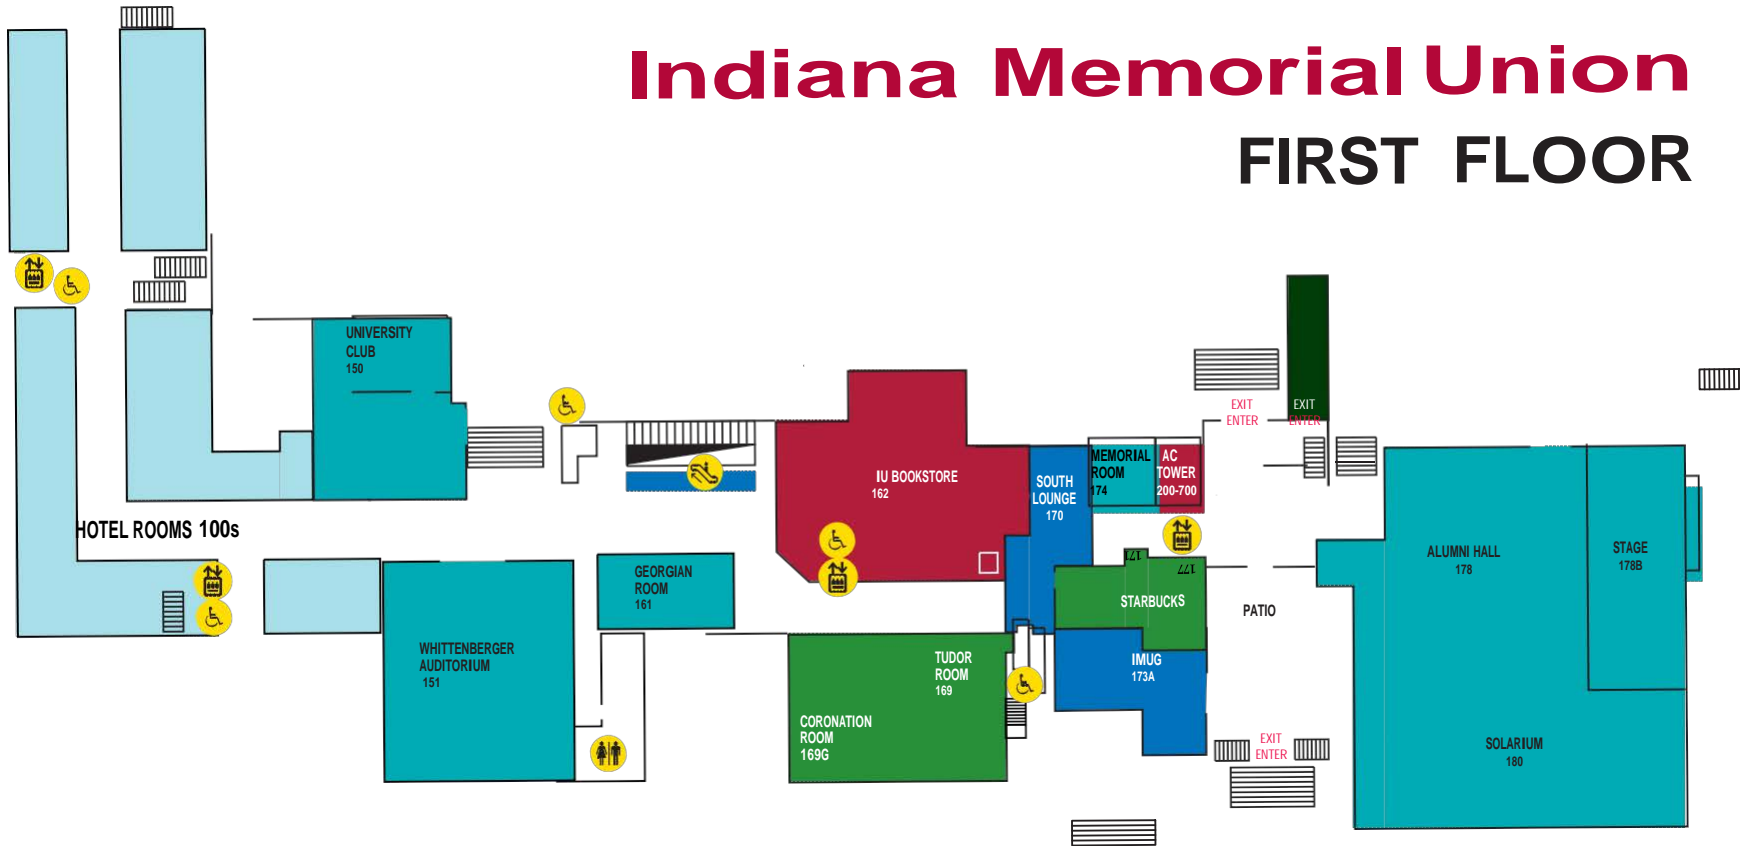 Indiana Memorial Union
FIRST FLOOR
UNIVERSITY
CLUB
150
EXIT
ENTER
EXIT
ENTER
HOTEL ROOMS 100s
IU BOOKSTORE
162
SOUTH
LOUNGE
170
MEMORIAL
ROOM
174
AC
TOWER
200-700
ALUMNI HALL
178
STAGE
178B
GEORGIAN
ROOM
161
177
STARBUCKS
PATIO
WHITTENBERGER
AUDITORIUM
151
TUDOR
ROOM
169
IMUG
173A
CORONATION
ROOM
169G
EXIT
ENTER
SOLARIUM
180